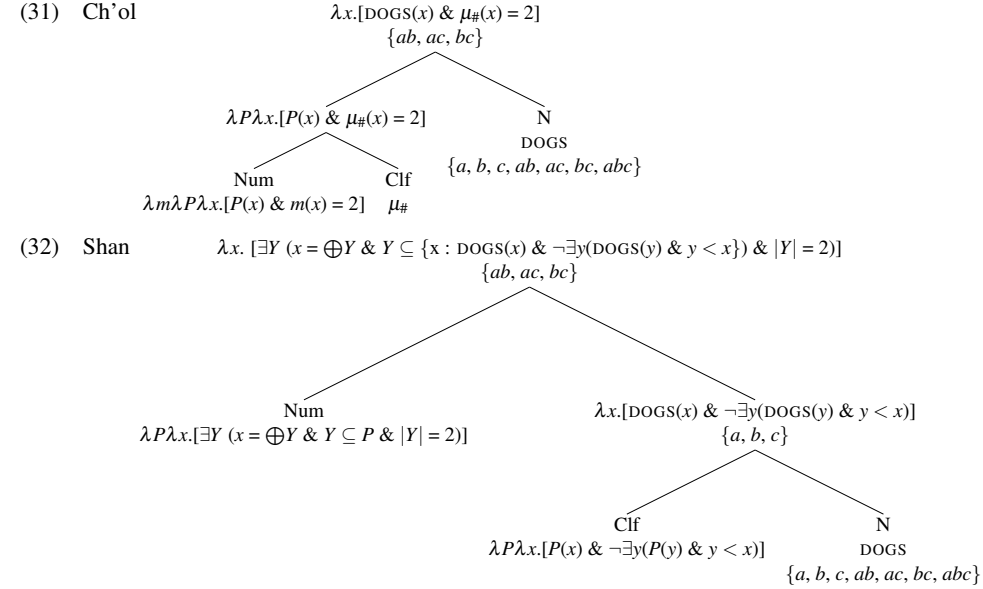 (31) Ch'ol λx.[DOGS(x) & μ#(x) = 2]
{ab, ac, bc}
λPλx.[P(x) & μ#(x) = 2] N
DOGS
{a, b, c, ab, ac, bc, abc}
Num Clf
λmλPλx.[P(x) & m(x) = 2] μ#
(32) Shan λx. [∃Y (x = ⨁Y & Y ⊆ {x : DOGS(x) & ¬∃y(DOGS(y) & y < x}) & |Y| = 2)]
{ab, ac, bc}
Num λx.[DOGS(x) & ¬∃y(DOGS(y) & y < x)]
λPλx.[∃Y (x = ⨁Y & Y ⊆ P & |Y| = 2)] {a, b, c}
Clf N
λPλx.[P(x) & ¬∃y(P(y) & y < x)] DOGS
{a, b, c, ab, ac, bc, abc}